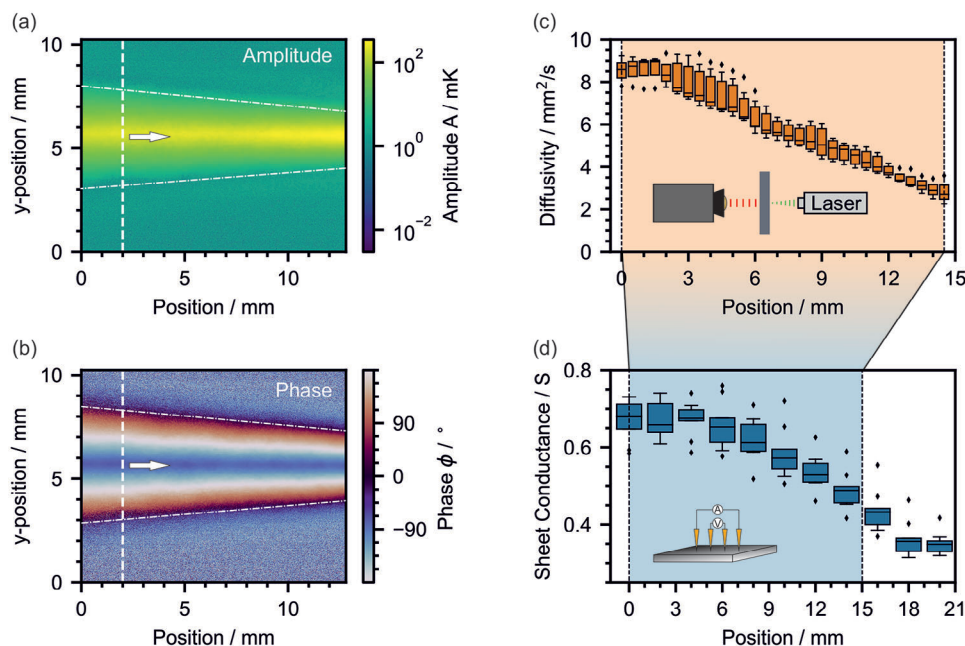 (a)
Amplitude
10
5
0
y-position / mm
0
5
10
Position / mm
10²
10⁰
10⁻²
Amplitude A / mK
(b)
Phase
10
5
0
y-position / mm
0
5
10
Position / mm
90
0
−90
Phase ϕ / °
(c)
10
8
6
4
2
0
Diffusivity / mm²/s
Laser
0
3
6
9
12
15
Position / mm
(d)
0.8
0.6
0.4
Sheet Conductance / S
A
V
0
3
6
9
12
15
18
21
Position / mm